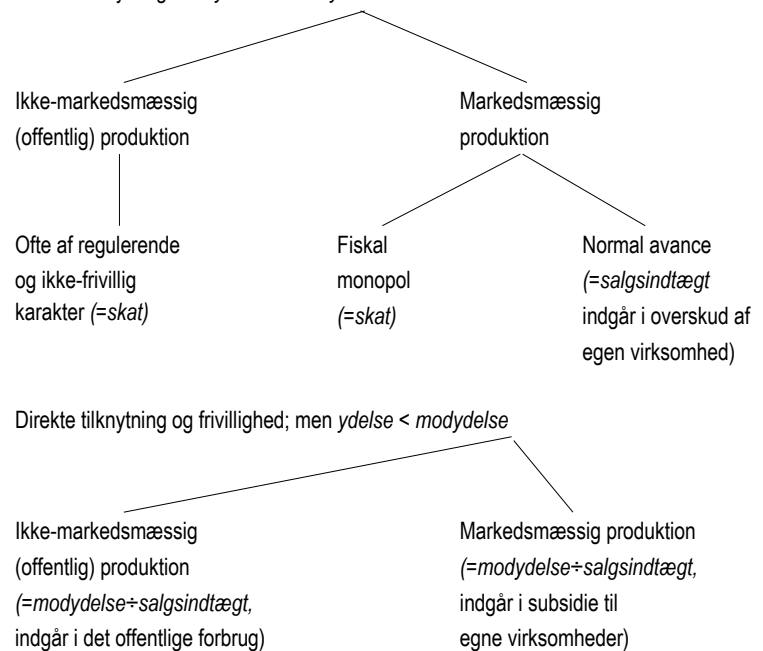 Ikke-markedsmæssig
(offentlig) produktion
Markedsmæssig
produktion
Ofte af regulerende
og ikke-frivillig
karakter (=skat)
Fiskal
monopol
(=skat)
Normal avance
(=salgsindtægt
indgår i overskud af
egen virksomhed)
Direkte tilknytning og frivillighed; men ydelse < modydelse
Ikke-markedsmæssig
(offentlig) produktion
(=modydelse÷salgsindtægt,
indgår i det offentlige forbrug)
Markedsmæssig produktion
(=modydelse÷salgsindtægt,
indgår i subsidie til
egne virksomheder)